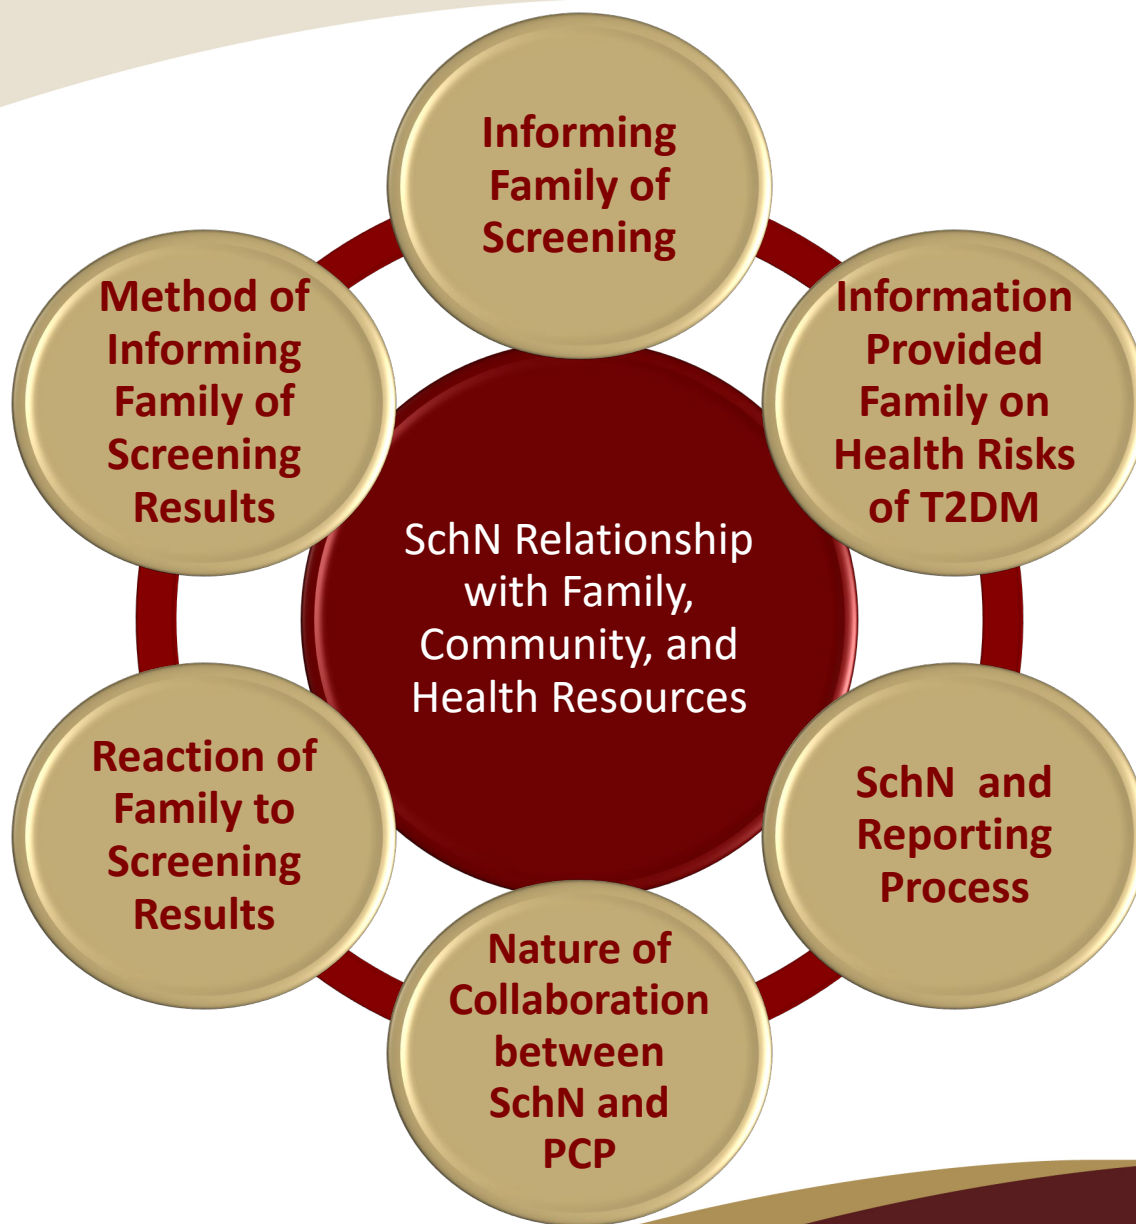 Informing
Family of
Screening
Information
Provided
Family on
Health Risks
of T2DM
SchN  and
Reporting
Process
Nature of
Collaboration
between
SchN and
PCP
Reaction of
Family to
Screening
Results
Method of
Informing
Family of
Screening
Results
SchN Relationship
with Family,
Community, and
Health Resources